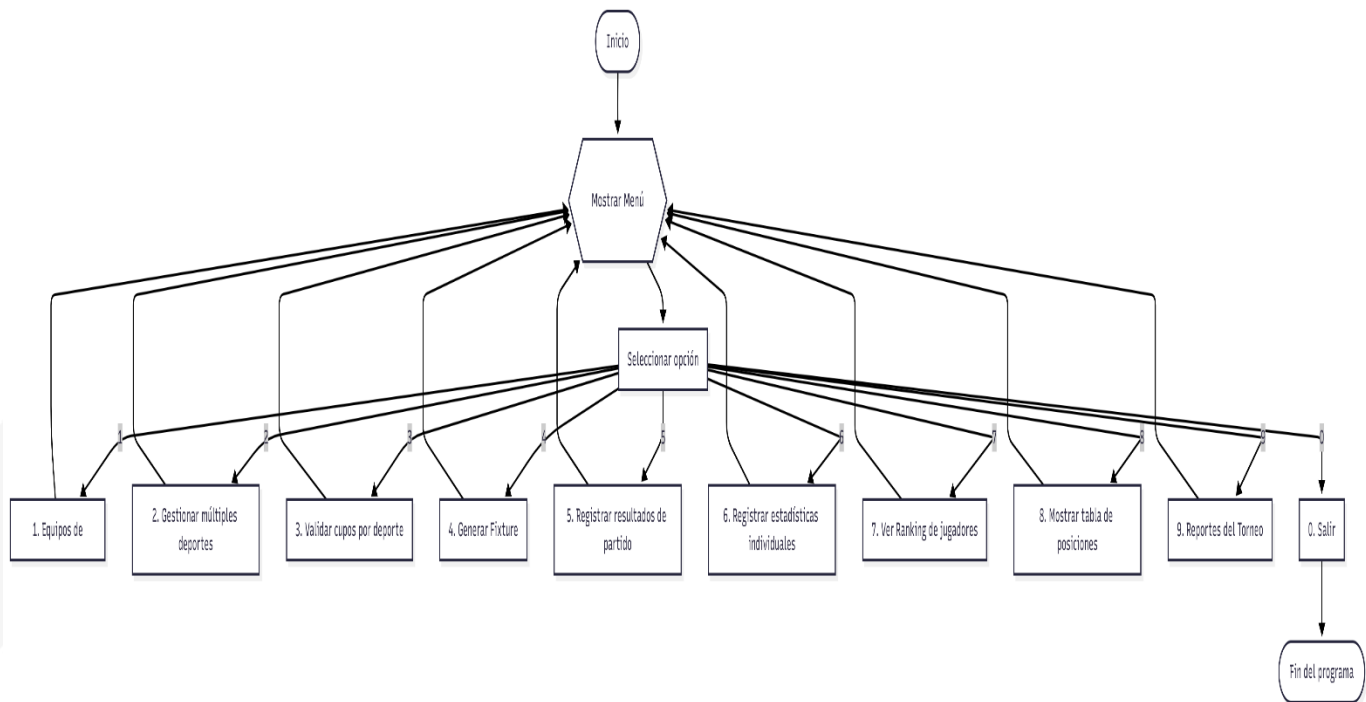 Inicio
Mostrar Menú
Seleccionar opción
1
2
3
4
5
6
7
8
9
0
1. Equipos de
2. Gestionar múltiples
deportes
3. Validar cupos por deporte
4. Generar Fixture
5. Registrar resultados de
partido
6. Registrar estadísticas
individuales
7. Ver Ranking de jugadores
8. Mostrar tabla de
posiciones
9. Reportes del Torneo
0. Salir
Fin del programa